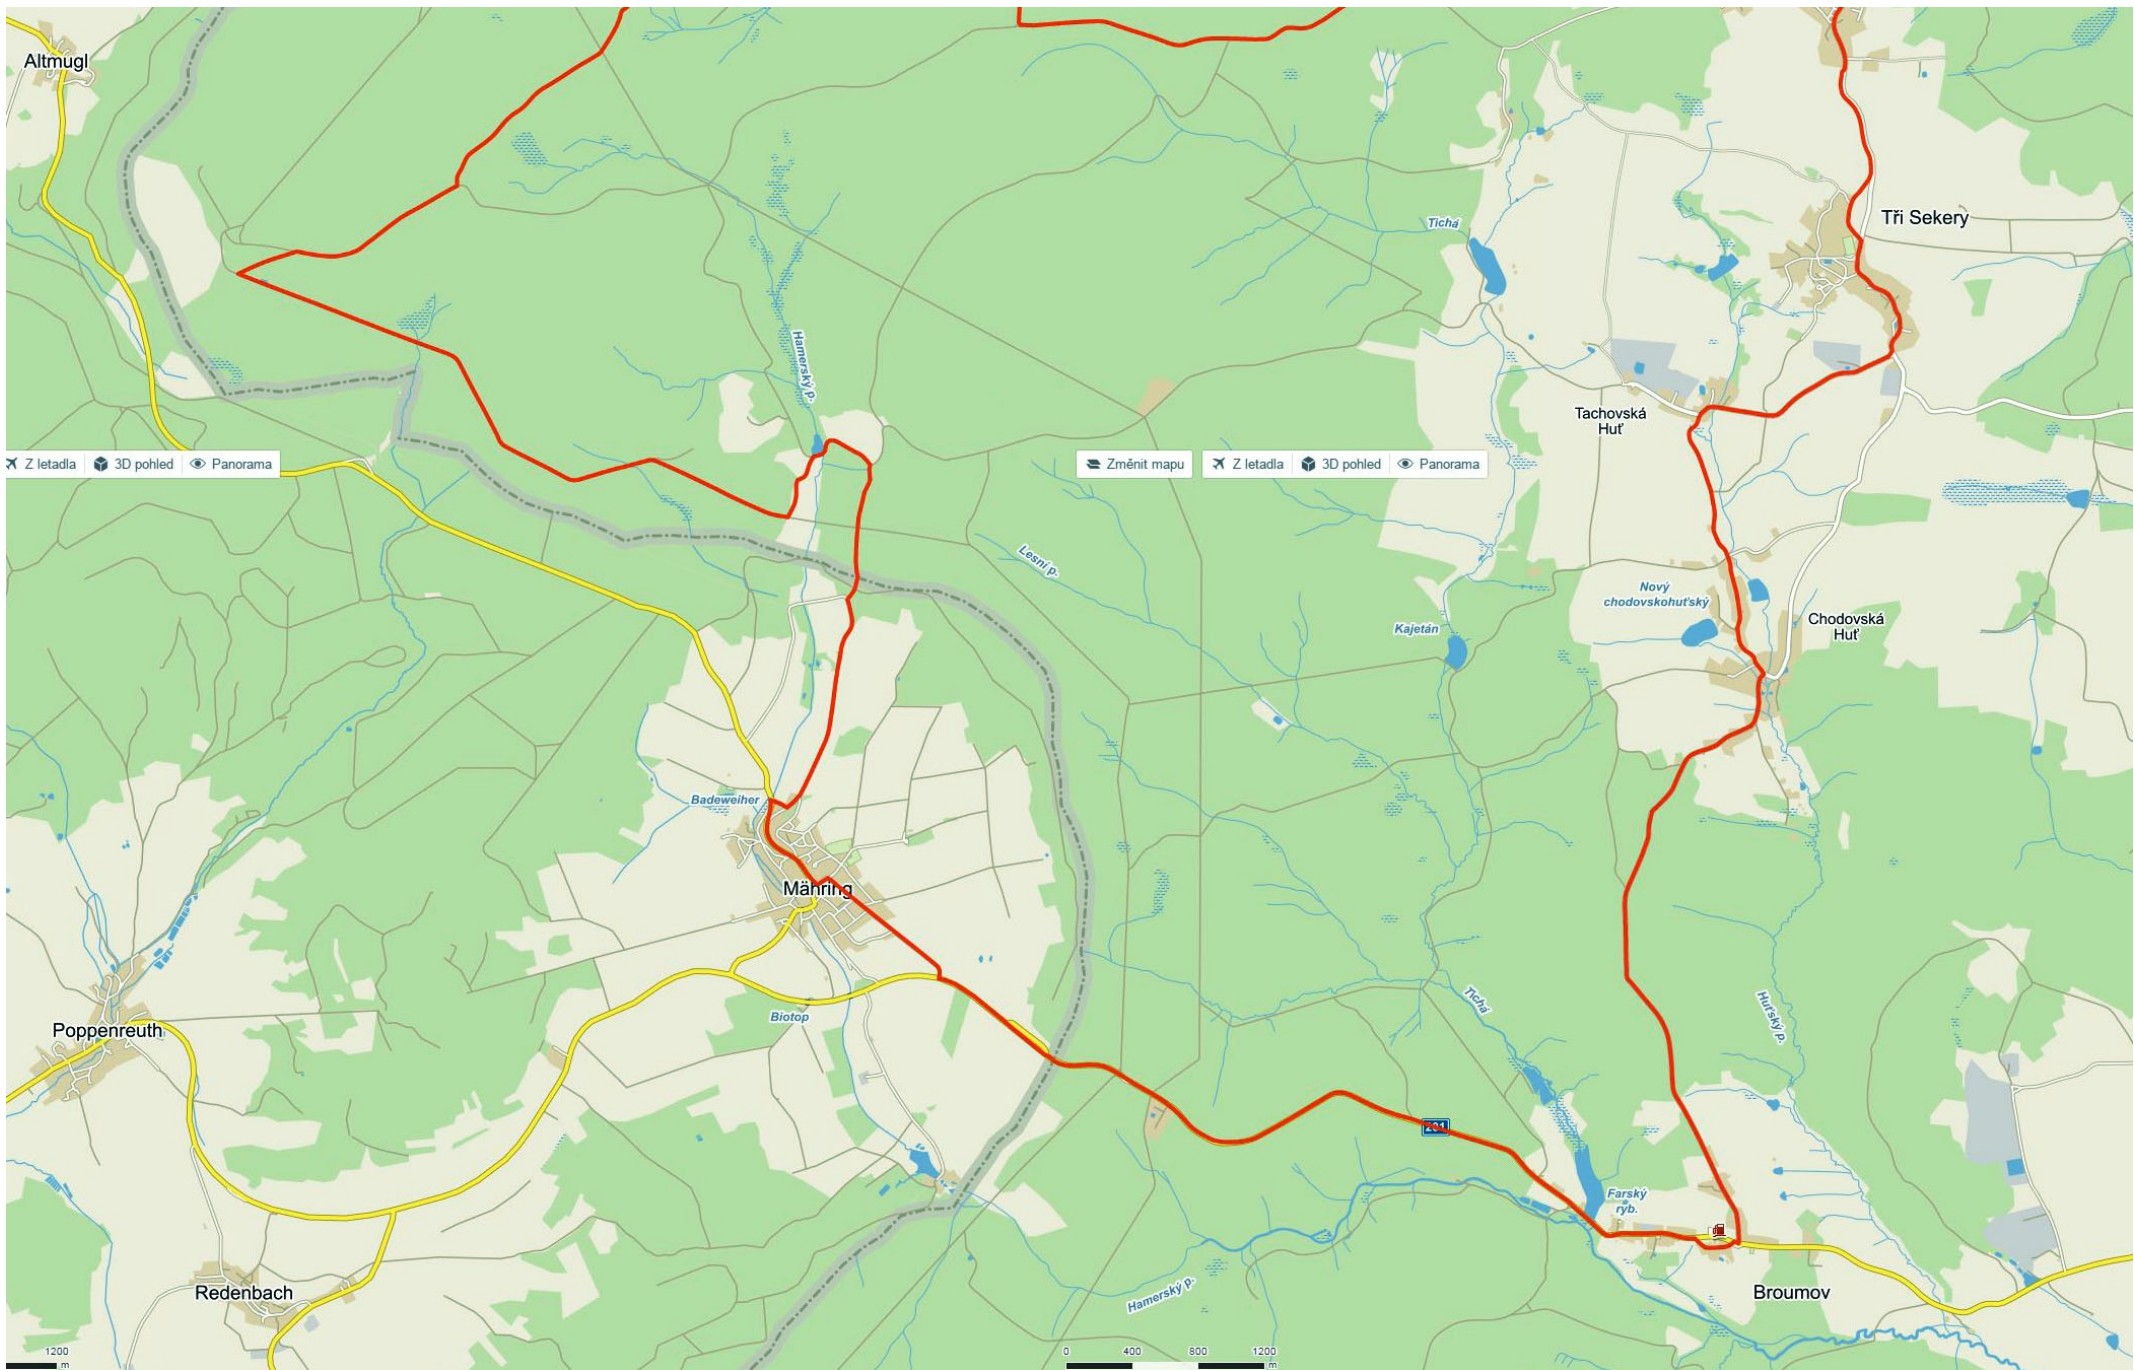 Altmugl
Tři Sekery
Tichá
Hamerský p.
Tachovská
Huť
Z letadla
3D pohled
Panorama
Změnit mapu
Z letadla
3D pohled
Panorama
Lesní p.
Nový
chodovskohuťský
Kajetán
Chodovská
Huť
Badeweiher
Mähring
Tichá
Huťský p.
Biotop
Poppenreuth
201
Farský
ryb.
Hamerský p.
Redenbach
Broumov
1200
m
0 400 800 1200
m